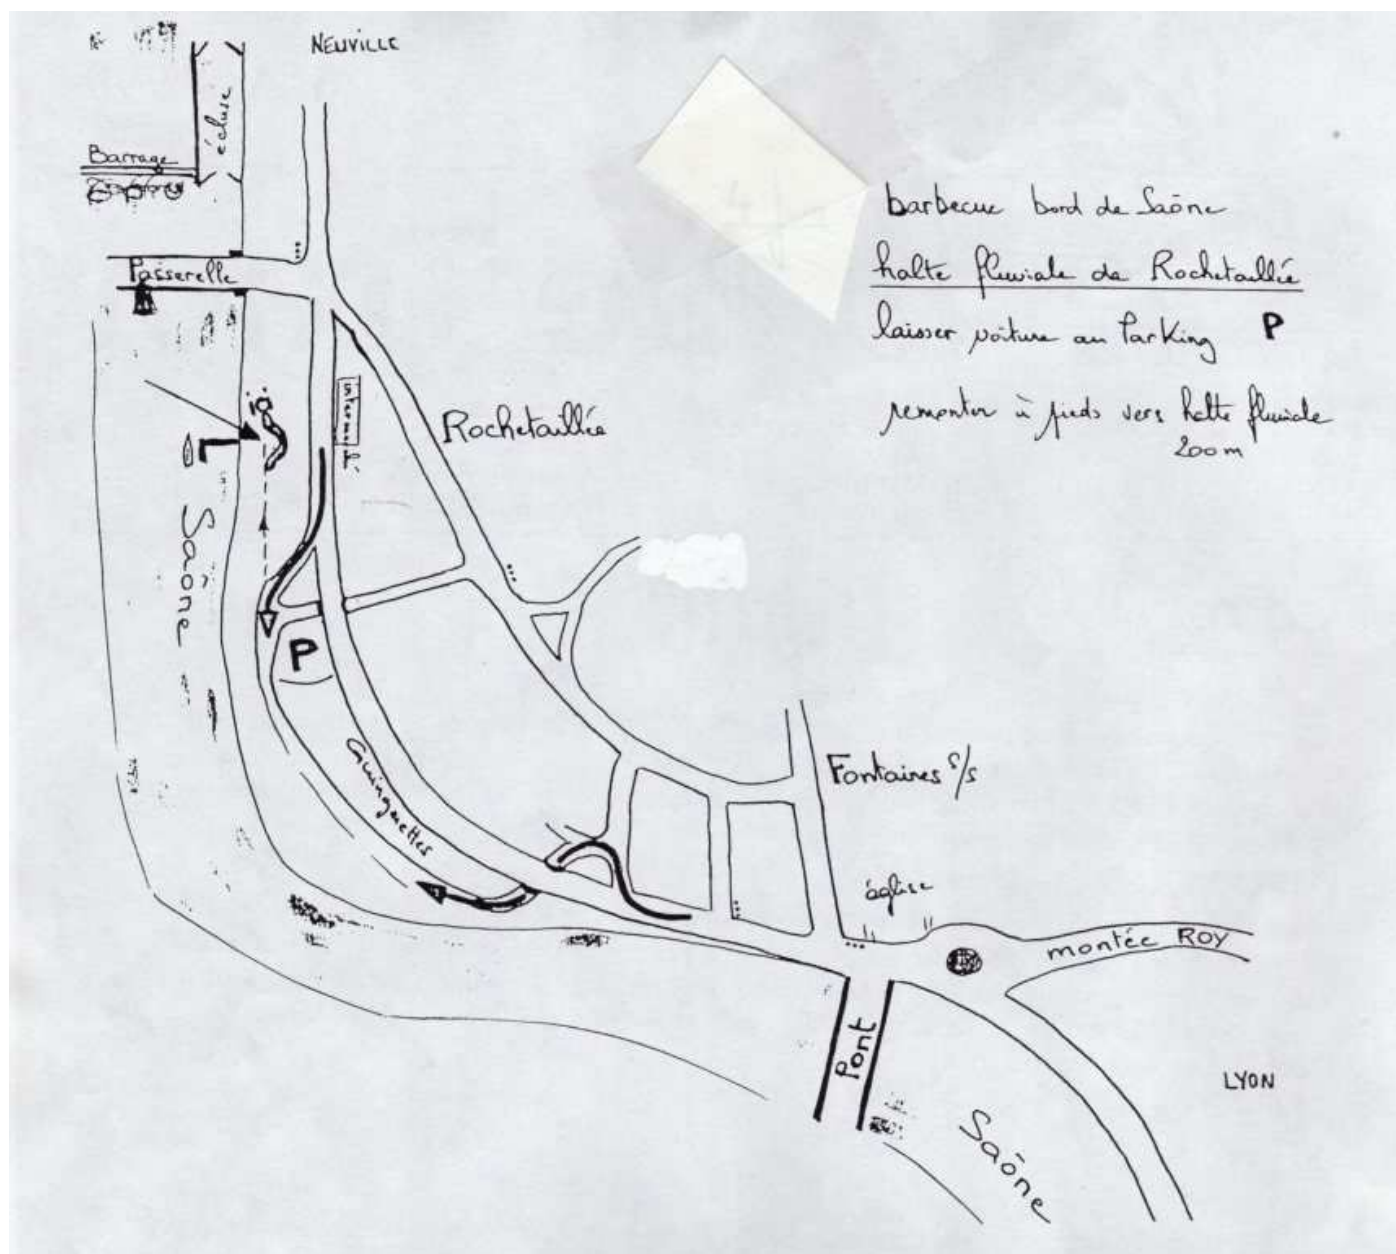 NEUVILLE
écluse
Barrage
Passerelle
barbecue bord de Saône
halte fluviale de Rochetaillée
laisser voiture au Parking P
remonter à pieds vers halte fluviale
200m
Rochetaillée
Saône
P
Guinguettes
Fontaines s/s
église
montée ROY
Pont
LYON
Saône